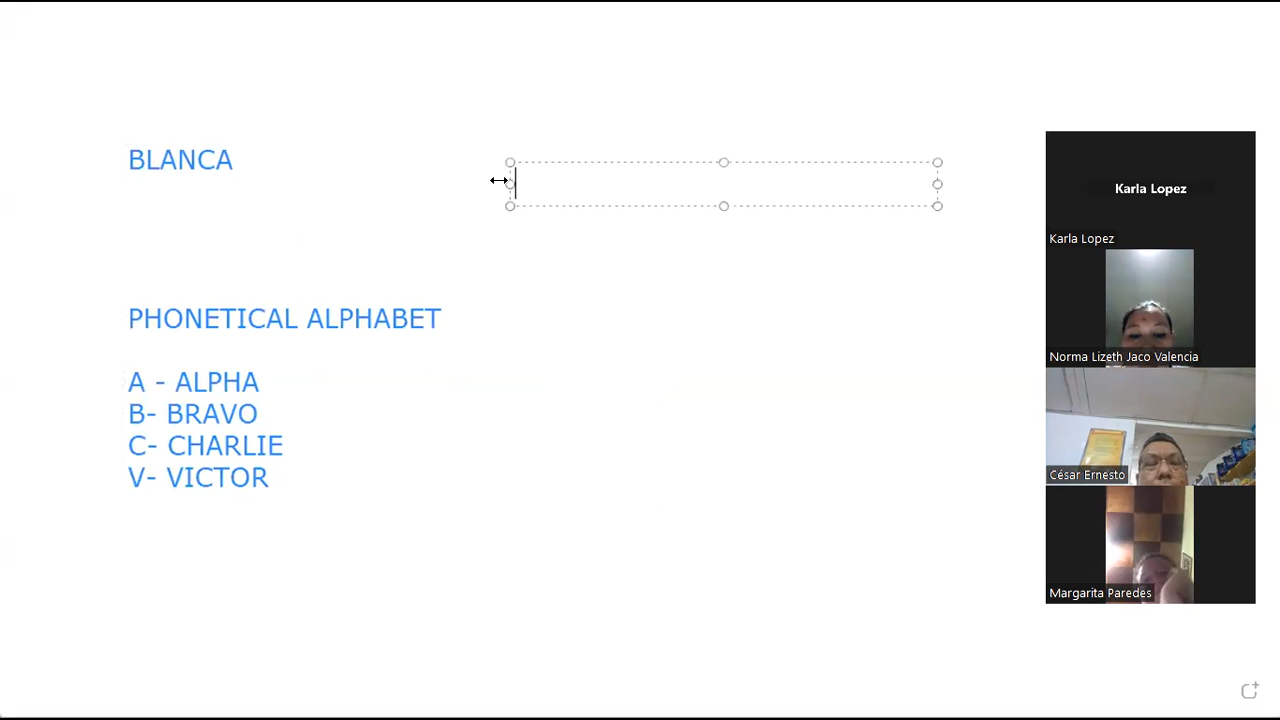 BLANCA
PHONETICAL ALPHABET
A - ALPHA
B- BRAVO
C- CHARLIE
V- VICTOR
Karla Lopez
Karla Lopez
Norma Lizeth Jaco Valencia
César Ernesto
Margarita Paredes